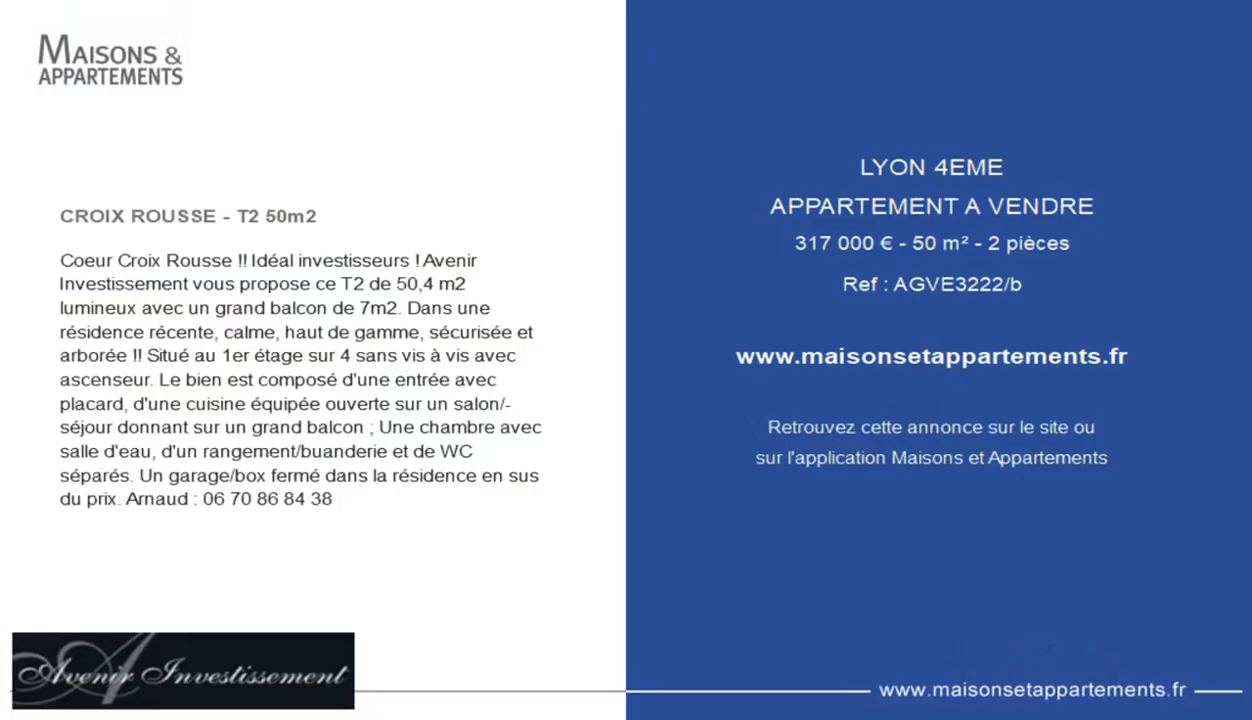 MAISONS &
APPARTEMENTS
CROIX ROUSSE - T2 50m2
Coeur Croix Rousse !! Idéal investisseurs ! Avenir
Investissement vous propose ce T2 de 50,4 m2
lumineux avec un grand balcon de 7m2. Dans une
résidence récente, calme, haut de gamme, sécurisée et
arborée !! Situé au 1er étage sur 4 sans vis à vis avec
ascenseur. Le bien est composé d'une entrée avec
placard, d'une cuisine équipée ouverte sur un salon/-
séjour donnant sur un grand balcon ; Une chambre avec
salle d'eau, d'un rangement/buanderie et de WC
séparés. Un garage/box fermé dans la résidence en sus
du prix. Arnaud : 06 70 86 84 38
Avenir Investissement
LYON 4EME
APPARTEMENT A VENDRE
317 000 € - 50 m² - 2 pièces
Ref : AGVE3222/b
www.maisonsetappartements.fr
Retrouvez cette annonce sur le site ou
sur l'application Maisons et Appartements
www.maisonsetappartements.fr